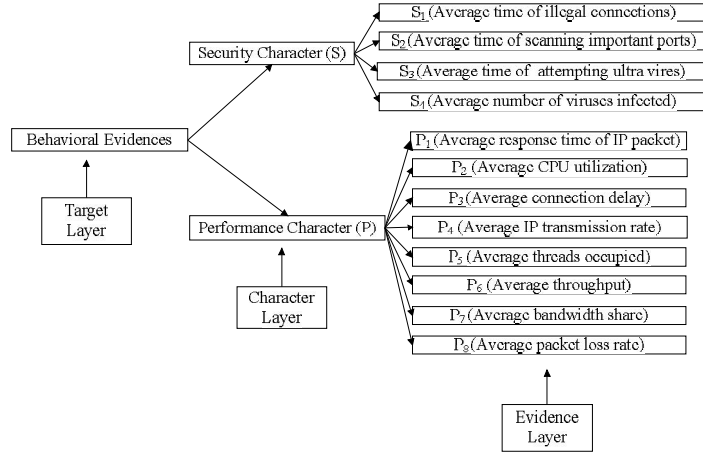 S₁(Average time of illegal connections)
Security Character (S)
S₂(Average time of scanning important ports)
S₃(Average time of attempting ultra vires)
S₄(Average number of viruses infected)
Behavioral Evidences
Target
Layer
P₁(Average response time of IP packet)
P₂ (Average CPU utilization)
P₃(Average connection delay)
Performance Character (P)
P₄ (Average IP transmission rate)
P₅ (Average threads occupied)
P₆ (Average throughput)
P₇(Average bandwidth share)
P₈(Average packet loss rate)
Character
Layer
Evidence
Layer